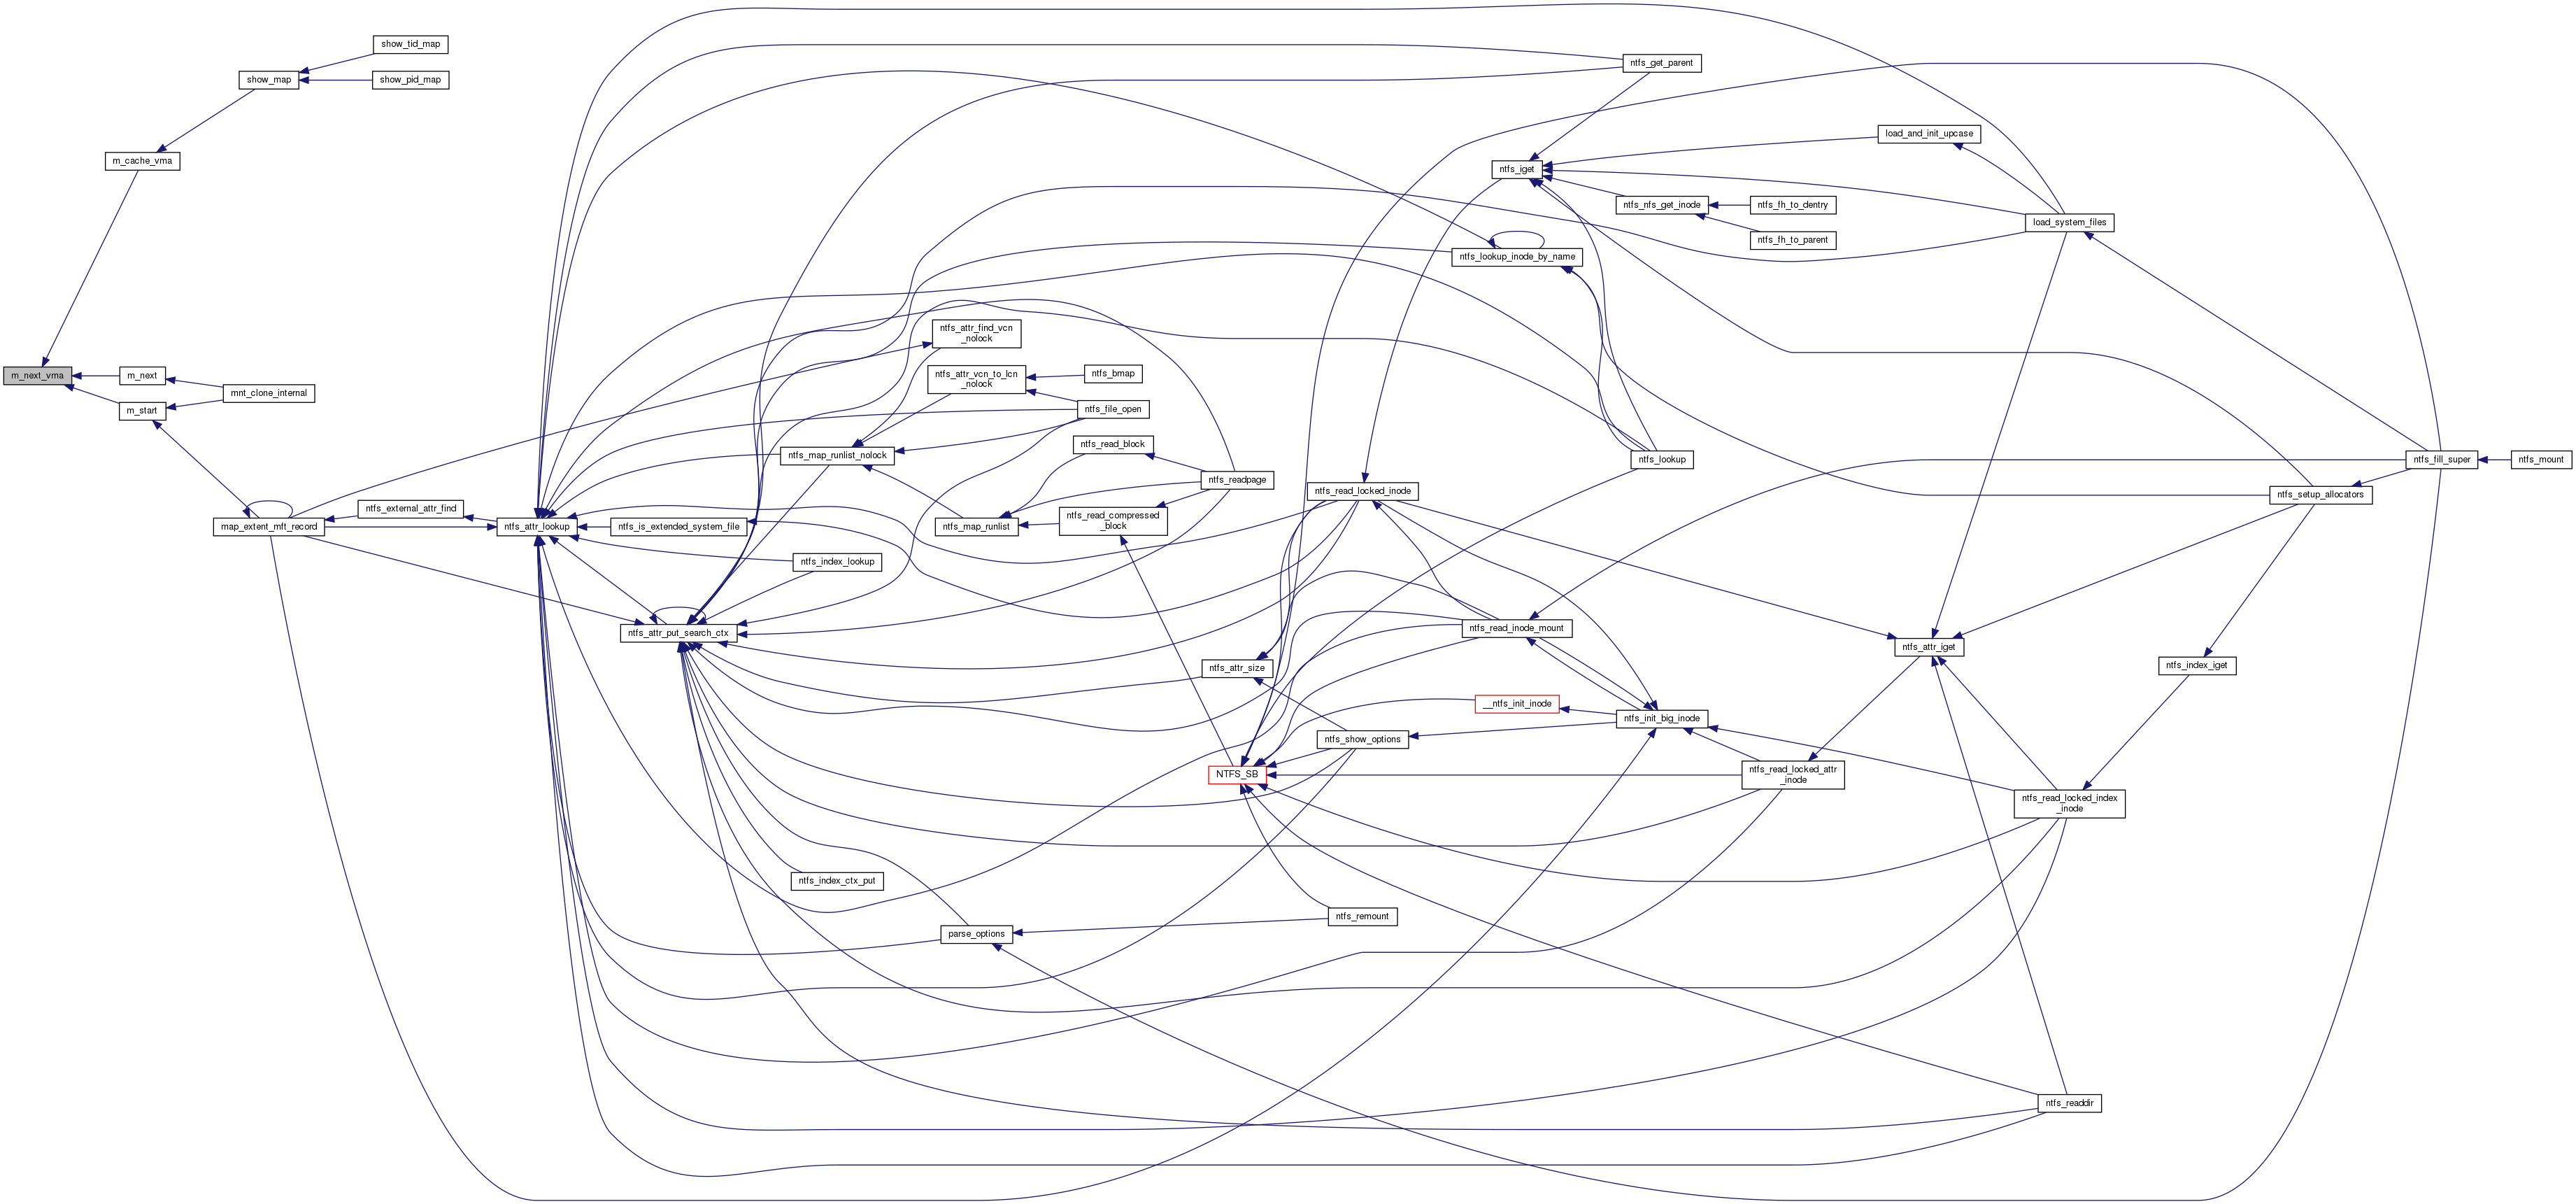 show_tid_map
show_map
show_pid_map
m_cache_vma
m_next_vma
m_next
mnt_clone_internal
m_start
map_extent_mft_record
ntfs_external_attr_find
ntfs_attr_lookup
ntfs_is_extended_system_file
ntfs_attr_put_search_ctx
ntfs_map_runlist_nolock
ntfs_index_lookup
ntfs_index_ctx_put
ntfs_attr_find_vcn
_nolock
ntfs_attr_vcn_to_lcn
_nolock
ntfs_map_runlist
parse_options
ntfs_bmap
ntfs_file_open
ntfs_read_block
ntfs_read_compressed
_block
ntfs_readpage
ntfs_attr_size
NTFS_SB
ntfs_read_locked_inode
ntfs_show_options
ntfs_remount
ntfs_iget
ntfs_lookup_inode_by_name
ntfs_read_inode_mount
__ntfs_init_inode
ntfs_get_parent
ntfs_nfs_get_inode
ntfs_lookup
ntfs_init_big_inode
ntfs_fh_to_dentry
ntfs_fh_to_parent
ntfs_read_locked_attr
_inode
load_and_init_upcase
ntfs_attr_iget
load_system_files
ntfs_read_locked_index
_inode
ntfs_readdir
ntfs_index_iget
ntfs_setup_allocators
ntfs_fill_super
ntfs_mount